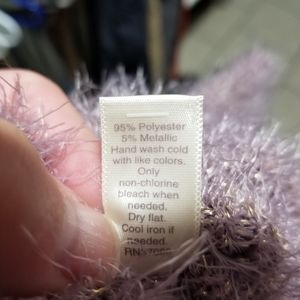 95% Polyester
5% Metallic
Hand wash cold
with like colors.
Only
non-chlorine
bleach when
needed.
Dry flat.
Cool iron if
needed.